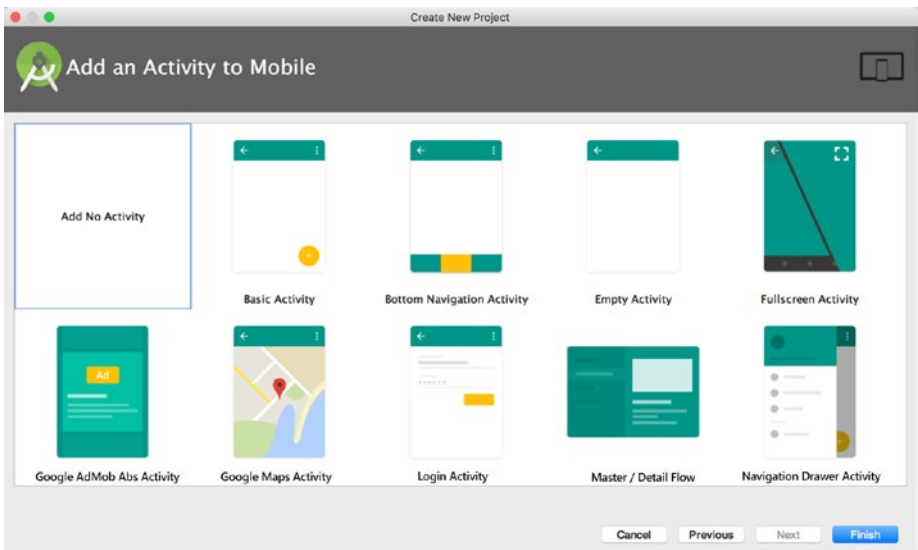 Create New Project
Add an Activity to Mobile
Add No Activity
Basic Activity
Bottom Navigation Activity
Empty Activity
Fullscreen Activity
Ad
Google AdMob Abs Activity
Google Maps Activity
Login Activity
Master / Detail Flow
Navigation Drawer Activity
Cancel
Previous
Next
Finish